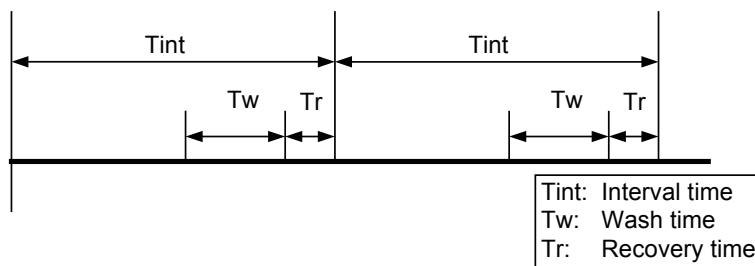 Tint Tint
Tw Tr Tw Tr
Tint: Interval time
Tw: Wash time
Tr: Recovery time